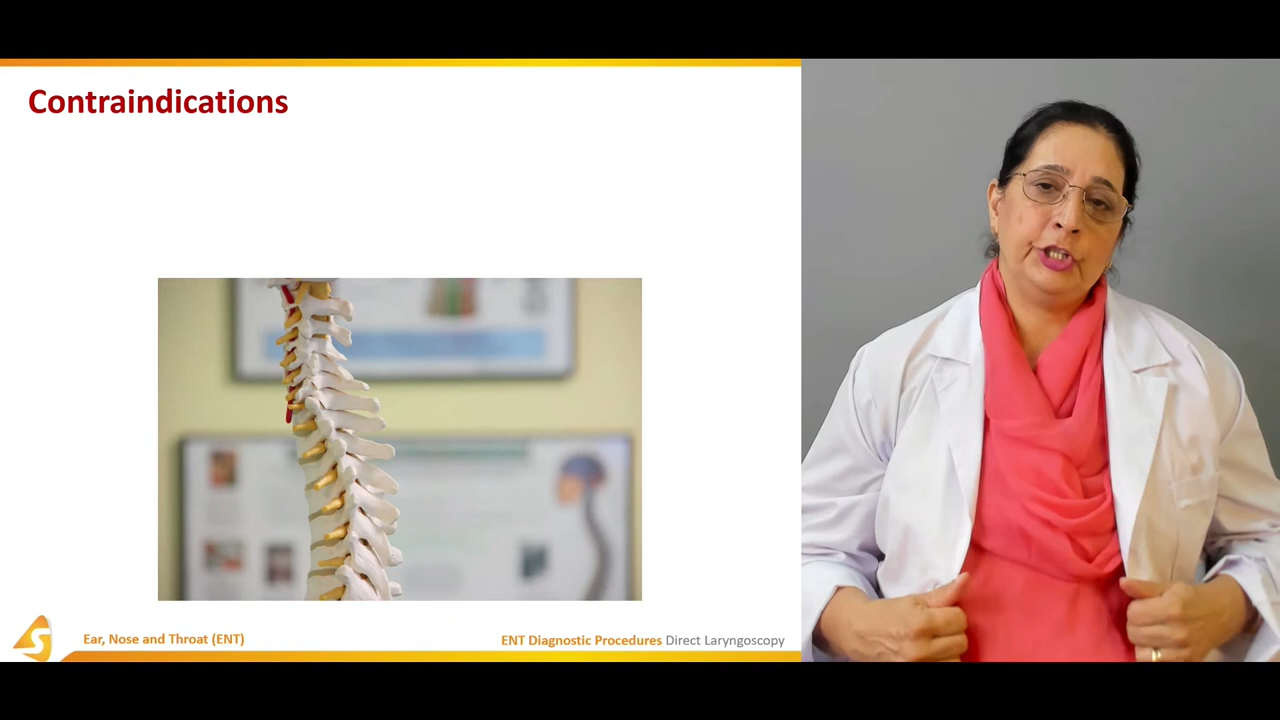 Contraindications
Ear, Nose and Throat (ENT)
ENT Diagnostic Procedures Direct Laryngoscopy